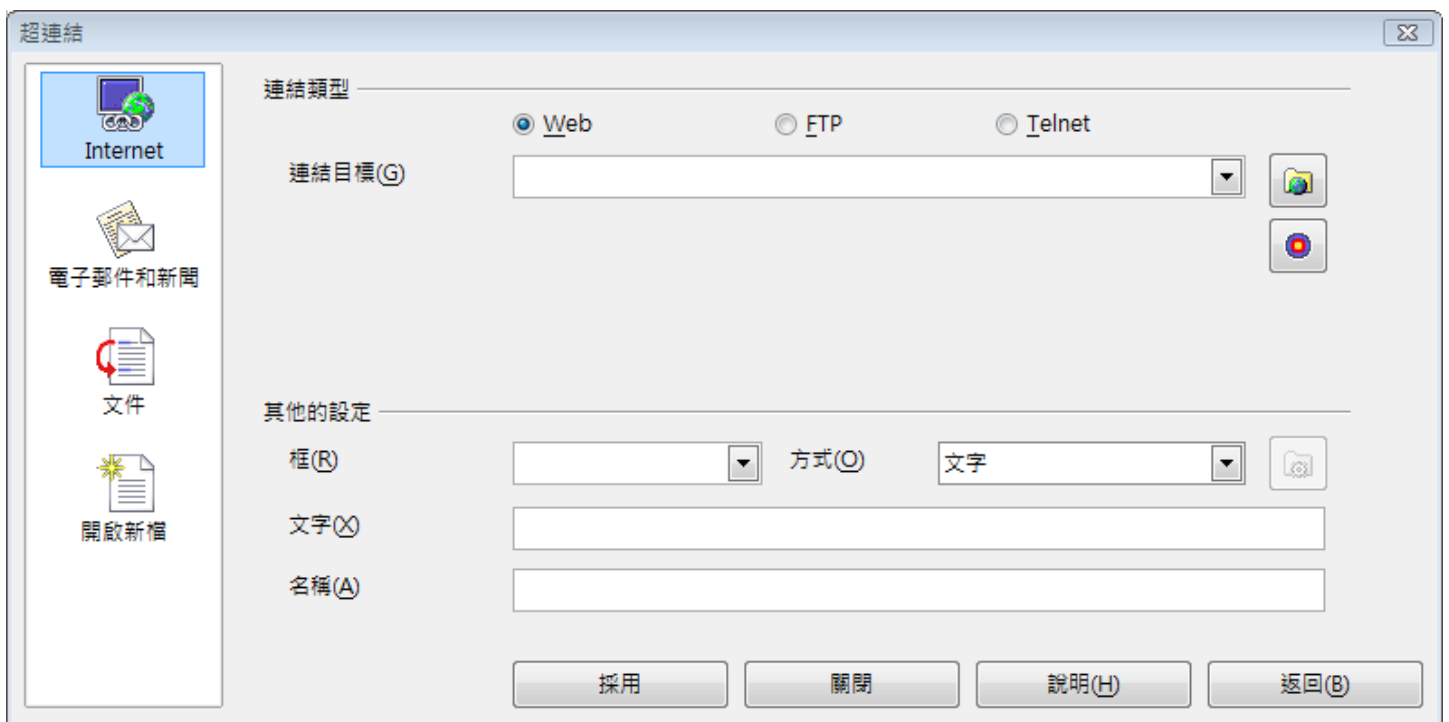 超連結
Internet
電子郵件和新聞
文件
開啟新檔
連結類型
Web FTP Telnet
連結目標(G)
其他的設定
框(R) 方式(O) 文字
文字(X)
名稱(A)
採用 關閉 說明(H) 返回(B)